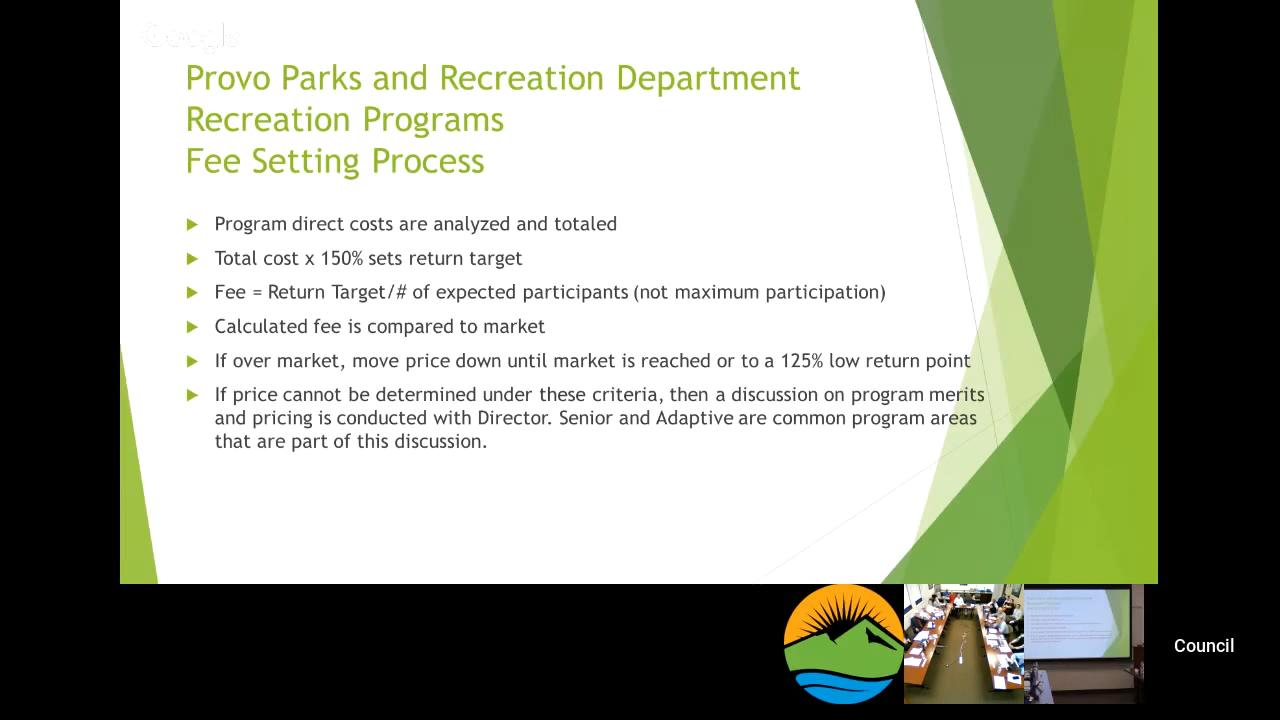 Google
Provo Parks and Recreation Department
Recreation Programs
Fee Setting Process
Program direct costs are analyzed and totaled
Total cost x 150% sets return target
Fee = Return Target/# of expected participants (not maximum participation)
Calculated fee is compared to market
If over market, move price down until market is reached or to a 125% low return point
If price cannot be determined under these criteria, then a discussion on program merits
and pricing is conducted with Director. Senior and Adaptive are common program areas
that are part of this discussion.
Council